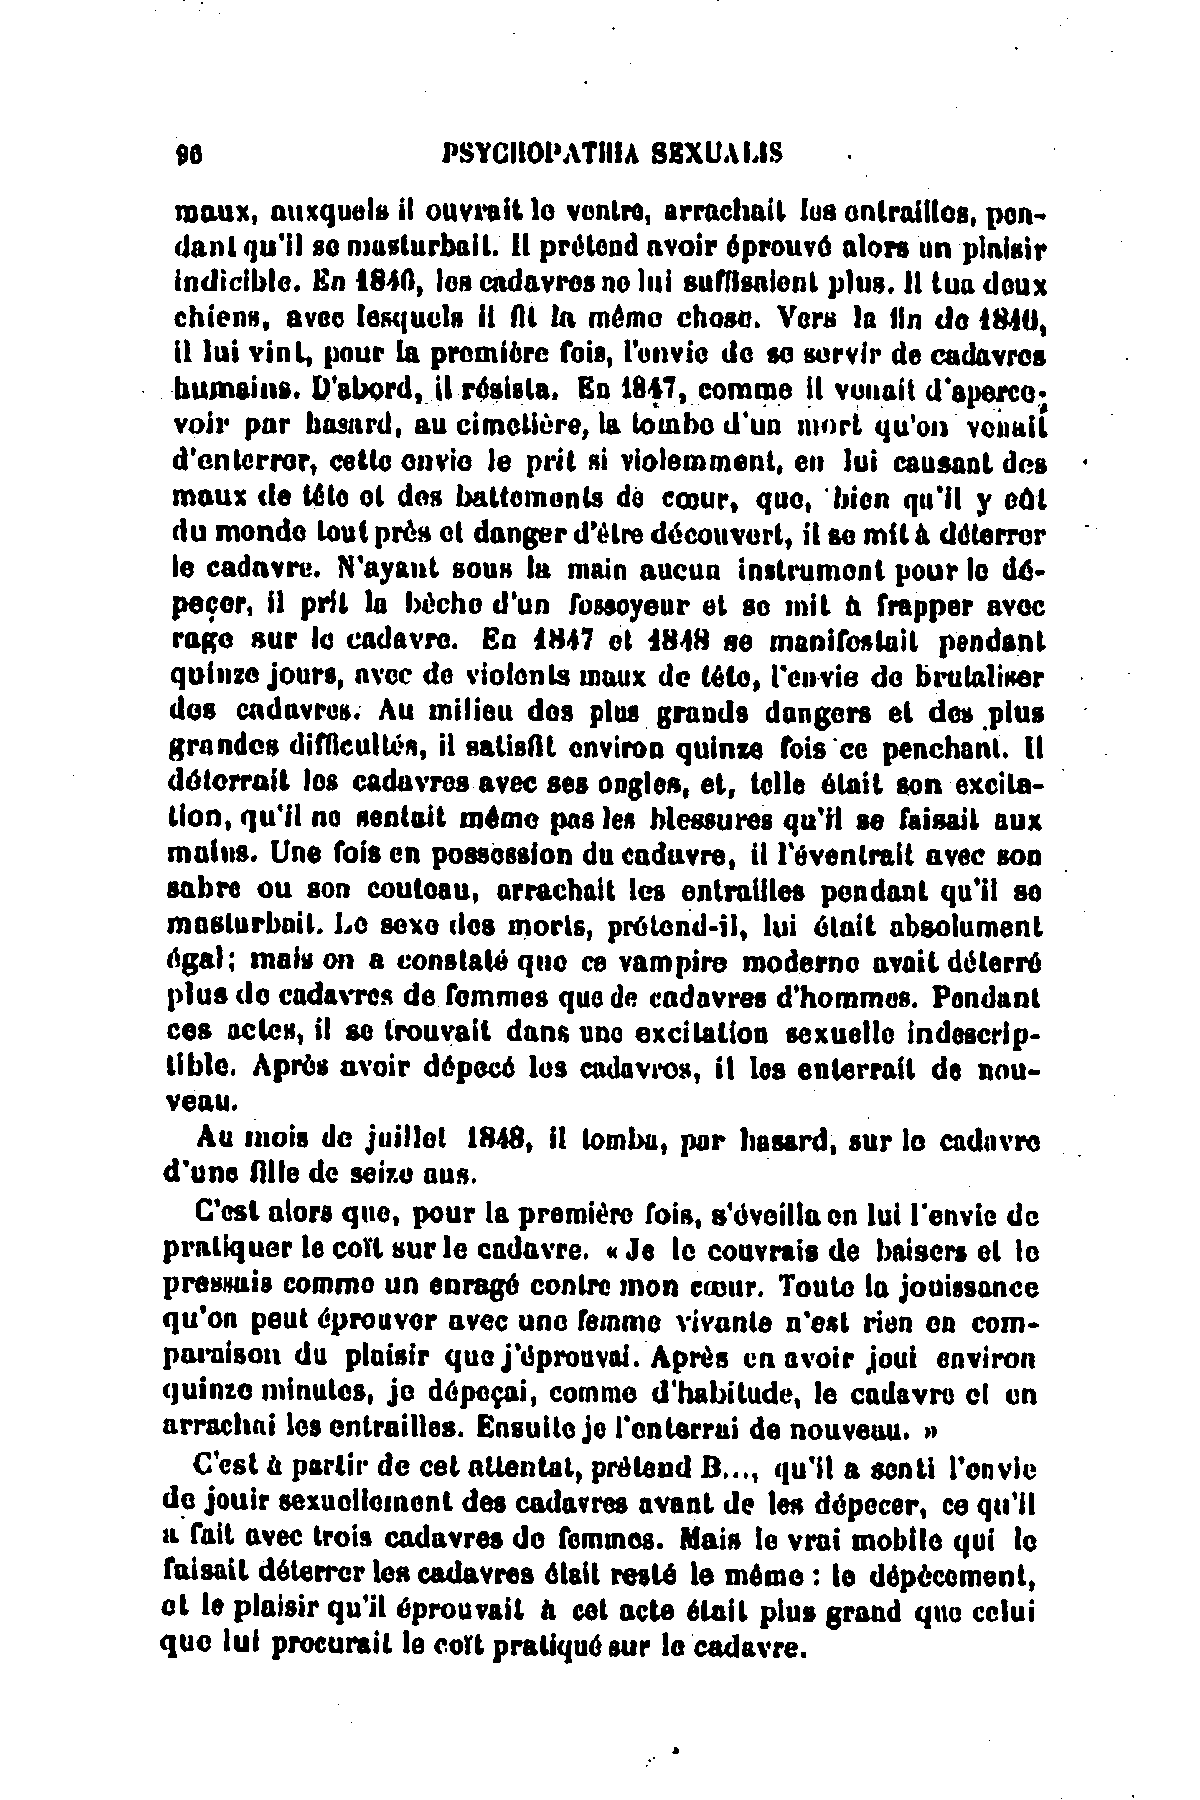 96 PSYCHOPATHIA SEXUALIS
maux, auxquels il ouvrait le ventre, arrachait les entrailles, pen-
dant qu'il se masturbait. Il prétend avoir éprouvé alors un plaisir
indicible. En 1846, les cadavres ne lui suffisaient plus. Il tua deux
chiens, avec lesquels il fit la même chose. Vers la fin de 1846,
il lui vint, pour la première fois, l'envie de se servir de cadavres
humains. D'abord, il résista. En 1847, comme il venait d'aperce-
voir par hasard, au cimetière, la tombe d'un mort qu'on venait
d'enterrer, cette envie le prit si violemment, en lui causant des
maux de tête et des battements de cœur, que, bien qu'il y eût
du monde tout près et danger d'être découvert, il se mit à déterrer
le cadavre. N'ayant sous la main aucun instrument pour le dé-
peçer, il prit la bêche d'un fossoyeur et se mit à frapper avec
rage sur le cadavre. En 1847 et 1848 se manifestait pendant
quinze jours, avec de violents maux de tête, l'envie de brutaliser
des cadavres. Au milieu des plus grands dangers et des plus
grandes difficultés, il satisfit environ quinze fois ce penchant. Il
déterrait les cadavres avec ses ongles, et, telle était son excita-
tion, qu'il ne sentait même pas les blessures qu'il se faisait aux
mains. Une fois en possession du cadavre, il l'éventrait avec son
sabre ou son couteau, arrachait les entrailles pendant qu'il se
masturbait. Le sexe des morts, prétend-il, lui était absolument
égal; mais on a constaté que ce vampire moderne avait déterré
plus de cadavres de femmes que de cadavres d'hommes. Pendant
ces actes, il se trouvait dans une excitation sexuelle indescrip-
tible. Après avoir dépecé les cadavres, il les enterrait de nou-
veau.
Au mois de juillet 1848, il tomba, par hasard, sur le cadavre
d'une fille de seize ans.
C'est alors que, pour la première fois, s'éveilla en lui l'envie de
pratiquer le coït sur le cadavre. « Je le couvrais de baisers et le
pressais comme un enragé contre mon cœur. Toute la jouissance
qu'on peut éprouver avec une femme vivante n'est rien en com-
paraison du plaisir que j'éprouvai. Après en avoir joui environ
quinze minutes, je dépeçai, comme d'habitude, le cadavre et en
arrachai les entrailles. Ensuite je l'enterrai de nouveau. »
C'est à partir de cet attentat, prétend B..., qu'il a senti l'envie
de jouir sexuellement des cadavres avant de les dépecer, ce qu'il
a fait avec trois cadavres de femmes. Mais le vrai mobile qui le
faisait déterrer les cadavres était resté le même : le dépècement,
et le plaisir qu'il éprouvait à cet acte était plus grand que celui
que lui procurait le coït pratiqué sur le cadavre.